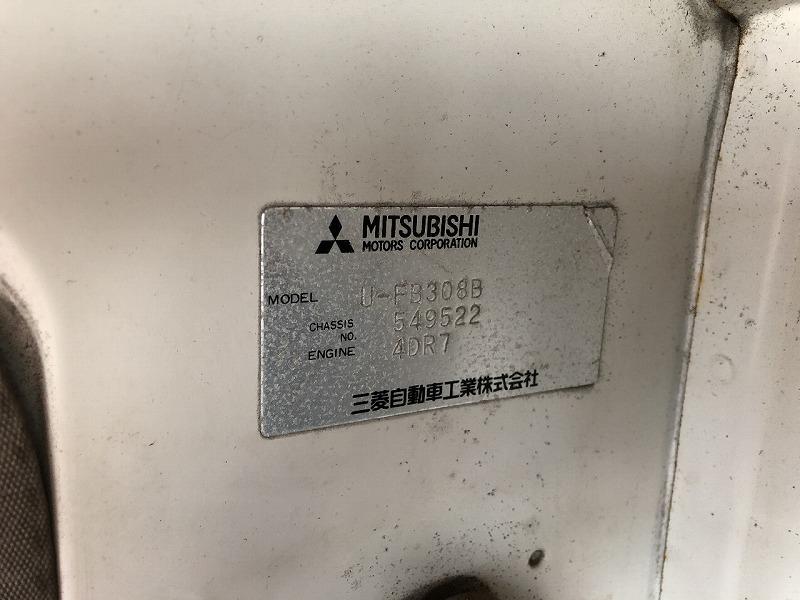 MITSUBISHI
MOTORS CORPORATION
MODEL U-FB308B
CHASSIS NO. 549522
ENGINE 4DR7
三菱自動車工業株式会社